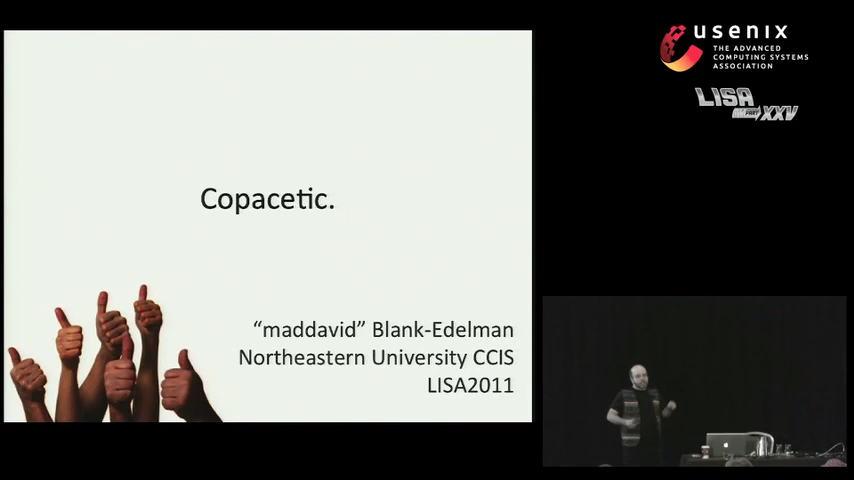 Copacetic.
"maddavid" Blank-Edelman
Northeastern University CCIS
LISA2011
usenix
THE ADVANCED
COMPUTING SYSTEMS
ASSOCIATION
LISA
XXV